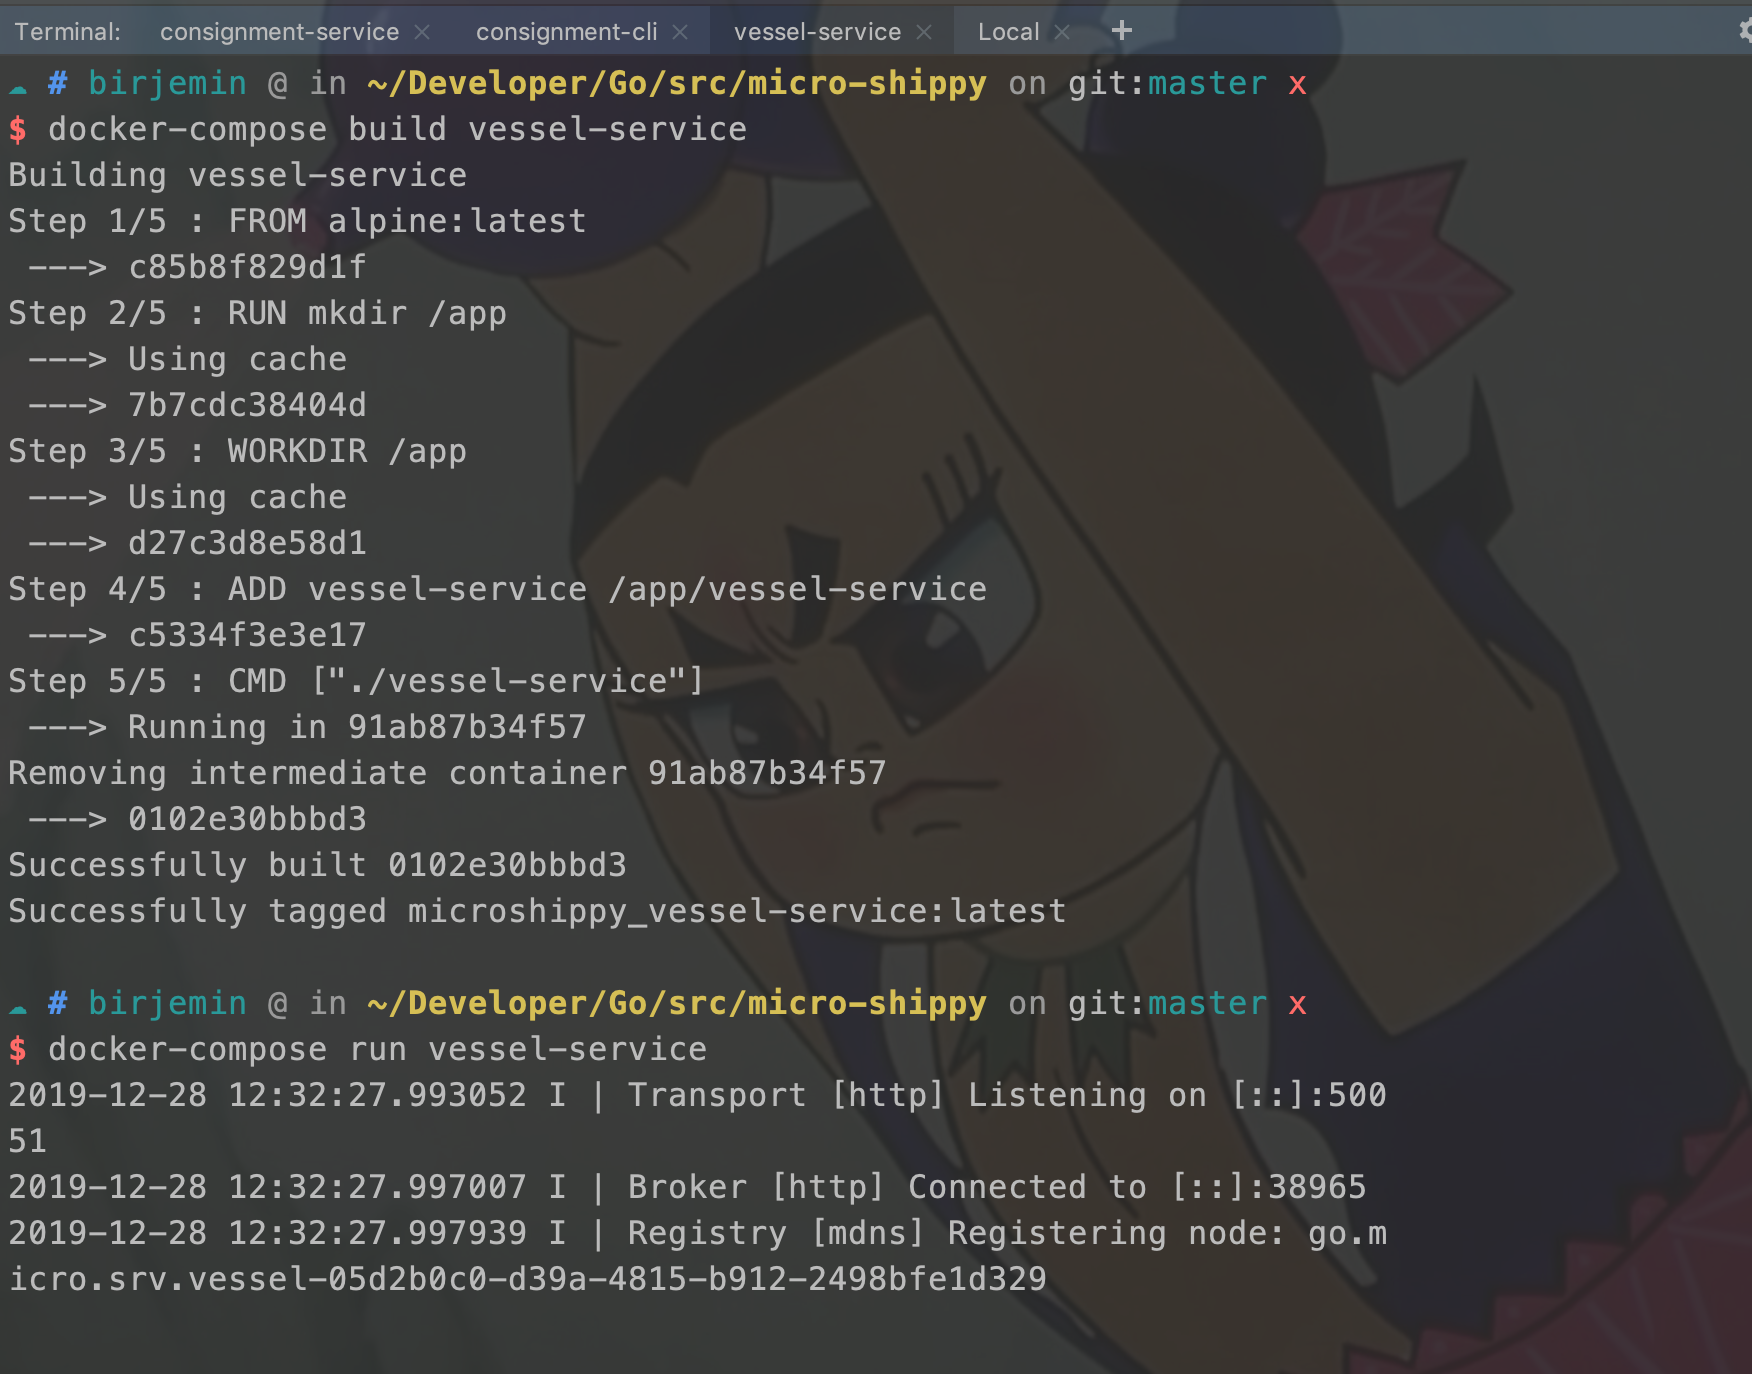 Terminal: consignment-service × consignment-cli × vessel-service × Local × +
☁ # birjemin @ in ~/Developer/Go/src/micro-shippy on git:master x
$ docker-compose build vessel-service
Building vessel-service
Step 1/5 : FROM alpine:latest
 ---> c85b8f829d1f
Step 2/5 : RUN mkdir /app
 ---> Using cache
 ---> 7b7cdc38404d
Step 3/5 : WORKDIR /app
 ---> Using cache
 ---> d27c3d8e58d1
Step 4/5 : ADD vessel-service /app/vessel-service
 ---> c5334f3e3e17
Step 5/5 : CMD ["./vessel-service"]
 ---> Running in 91ab87b34f57
Removing intermediate container 91ab87b34f57
 ---> 0102e30bbbd3
Successfully built 0102e30bbbd3
Successfully tagged microshippy_vessel-service:latest
☁ # birjemin @ in ~/Developer/Go/src/micro-shippy on git:master x
$ docker-compose run vessel-service
2019-12-28 12:32:27.993052 I | Transport [http] Listening on [::]:500
51
2019-12-28 12:32:27.997007 I | Broker [http] Connected to [::]:38965
2019-12-28 12:32:27.997939 I | Registry [mdns] Registering node: go.m
icro.srv.vessel-05d2b0c0-d39a-4815-b912-2498bfe1d329